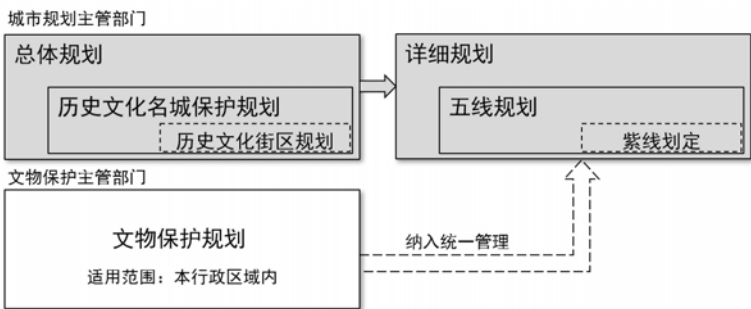 城市规划主管部门
总体规划
历史文化名城保护规划
历史文化街区规划
详细规划
五线规划
紫线划定
文物保护主管部门
文物保护规划
适用范围：本行政区域内
纳入统一管理